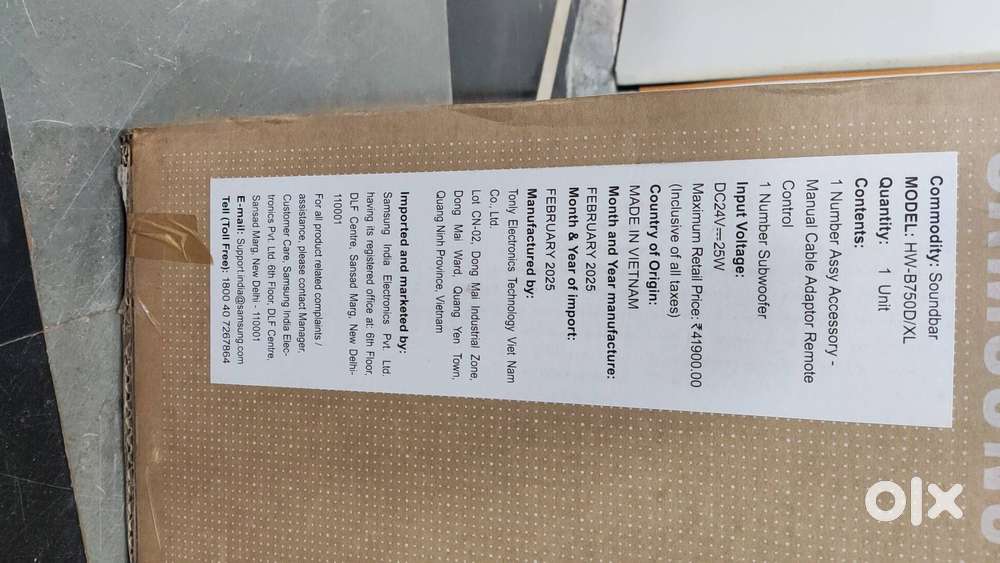 Commodity: Soundbar
MODEL: HW-B750D/XL
Quantity: 1 Unit
Contents:
1 Number Assy Accessory -
Manual Cable Adaptor Remote
Control
1 Number Subwoofer
Input Voltage:
DC24V⎓25W
Maximum Retail Price: ₹ 41900.00
(Inclusive of all taxes)
Country of Origin:
MADE IN VIETNAM
Month and Year manufacture:
FEBRUARY 2025
Month & Year of import:
FEBRUARY 2025
Manufactured by:
Tonly Electronics Technology Viet Nam
Co. Ltd.
Lot CN-02, Dong Mai Industrial Zone,
Dong Mai Ward, Quang Yen Town,
Quang Ninh Province, Vietnam
Imported and marketed by:
Samsung India Electronics Pvt. Ltd.
having its registered office at: 6th Floor,
DLF Centre, Sansad Marg, New Delhi-
110001
For all product related complaints /
assistance, please contact Manager,
Customer Care, Samsung India Elec-
tronics Pvt. Ltd. 6th Floor, DLF Centre,
Sansad Marg, New Delhi - 110001
E-mail: Support.india@samsung.com
Tell (Toll Free): 1800 40 7267864
olx